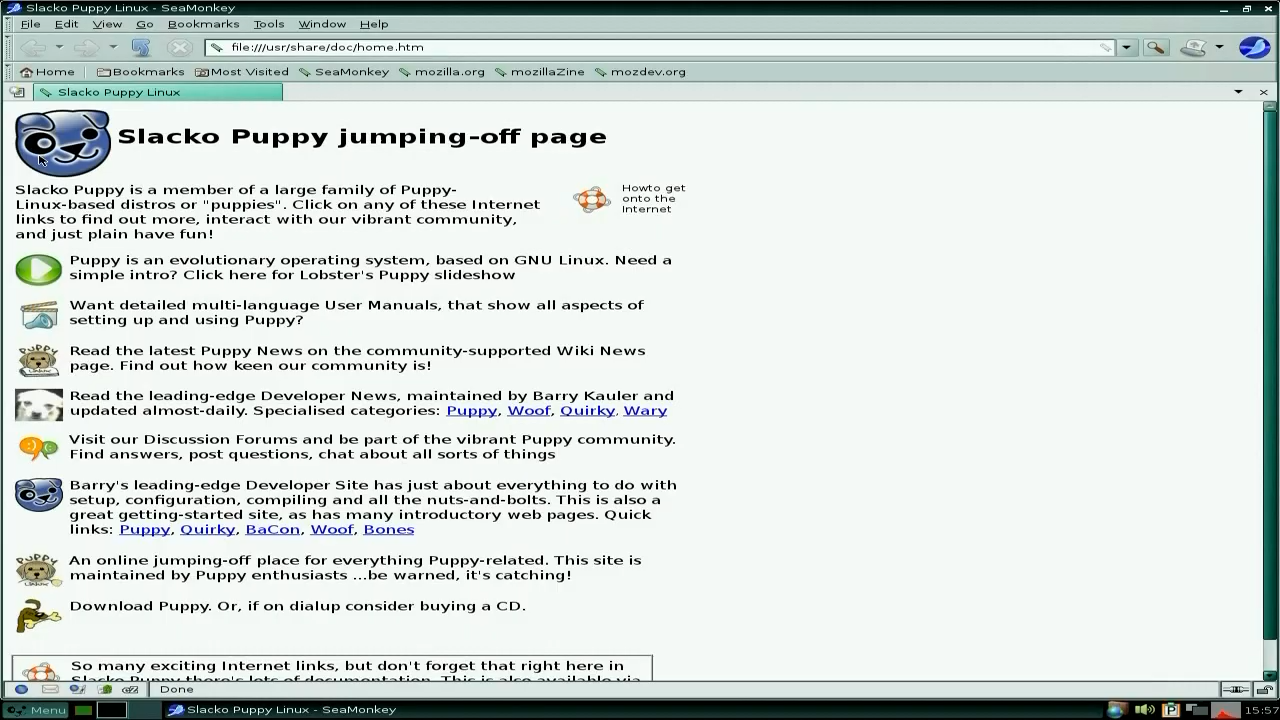 Slacko Puppy Linux - SeaMonkey
File Edit View Go Bookmarks Tools Window Help
file:///usr/share/doc/home.htm
Home Bookmarks Most Visited SeaMonkey mozilla.org mozillaZine mozdev.org
Slacko Puppy Linux
Slacko Puppy jumping-off page
Slacko Puppy is a member of a large family of Puppy-
Linux-based distros or "puppies". Click on any of these Internet
links to find out more, interact with our vibrant community,
and just plain have fun!
Howto get
onto the
Internet
Puppy is an evolutionary operating system, based on GNU Linux. Need a
simple intro? Click here for Lobster's Puppy slideshow
Want detailed multi-language User Manuals, that show all aspects of
setting up and using Puppy?
Read the latest Puppy News on the community-supported Wiki News
page. Find out how keen our community is!
Read the leading-edge Developer News, maintained by Barry Kauler and
updated almost-daily. Specialised categories: Puppy, Woof, Quirky, Wary
Visit our Discussion Forums and be part of the vibrant Puppy community.
Find answers, post questions, chat about all sorts of things
Barry's leading-edge Developer Site has just about everything to do with
setup, configuration, compiling and all the nuts-and-bolts. This is also a
great getting-started site, as has many introductory web pages. Quick
links: Puppy, Quirky, BaCon, Woof, Bones
An online jumping-off place for everything Puppy-related. This site is
maintained by Puppy enthusiasts ...be warned, it's catching!
Download Puppy. Or, if on dialup consider buying a CD.
So many exciting Internet links, but don't forget that right here in
Slacko Puppy there's lots of documentation. This is also available via
Done
Menu Slacko Puppy Linux - SeaMonkey 15:57